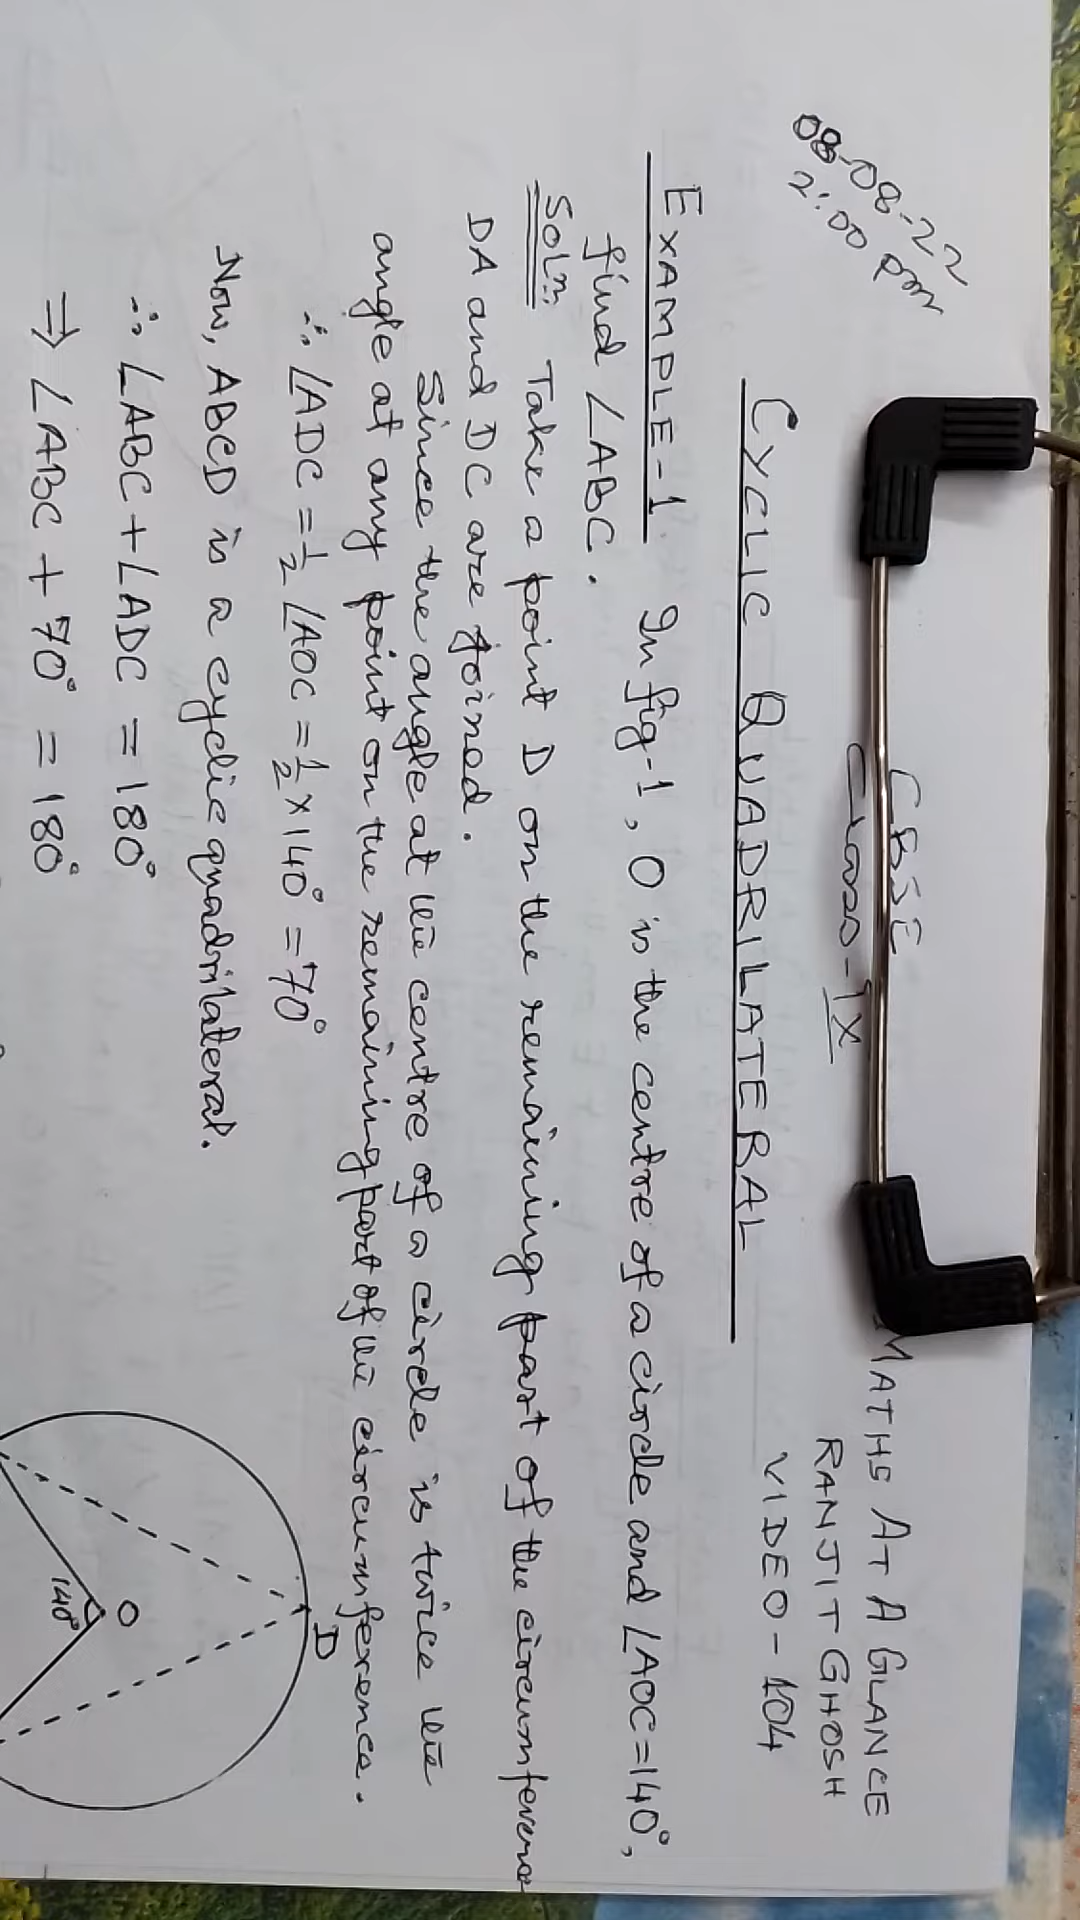 08-08-22
2:00 pm
CBSE
Class-IX
MATHS AT A GLANCE
RANJIT GHOSH
VIDEO-104
CYCLIC QUADRILATERAL
EXAMPLE-1. In fig-1, O is the centre of a circle and ∠AOC=140°,
find ∠ABC.
Solⁿ: Take a point D on the remaining part of the circumference
DA and DC are joined.
Since the angle at the centre of a circle is twice the
angle at any point on the remaining part of the circumference.
∴ ∠ADC = 1/2 ∠AOC = 1/2 × 140° = 70°
Now, ABCD is a cyclic quadrilateral.
∴ ∠ABC + ∠ADC = 180°
⇒ ∠ABC + 70° = 180°
D
O
140°